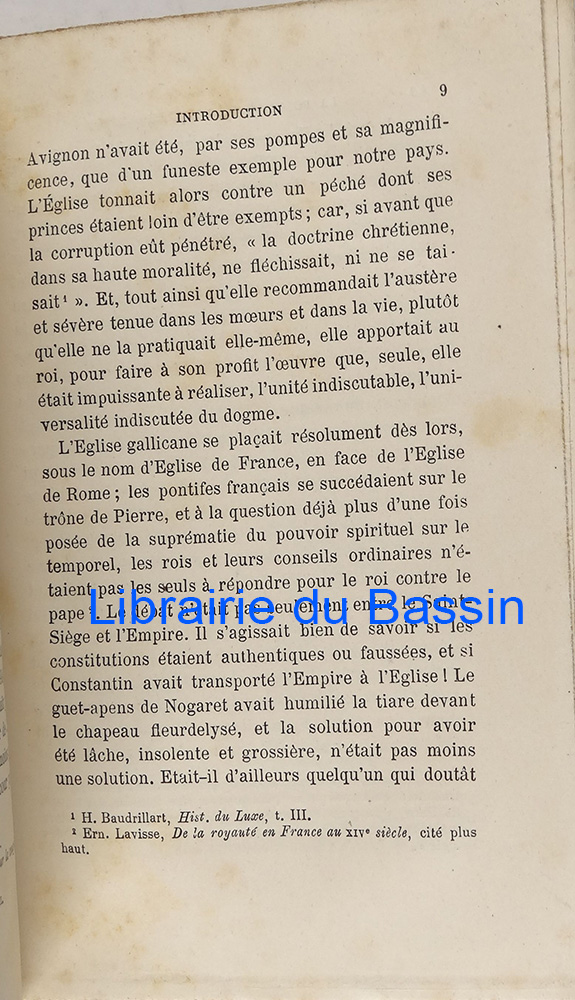 9
INTRODUCTION
Avignon n'avait été, par ses pompes et sa magnifi-
cence, que d'un funeste exemple pour notre pays.
L'Église tonnait alors contre un péché dont ses
princes étaient loin d'être exempts ; car, si avant que
la corruption eût pénétré, « la doctrine chrétienne,
dans sa haute moralité, ne fléchissait, ni ne se tai-
sait¹ ». Et, tout ainsi qu'elle recommandait l'austère
et sévère tenue dans les mœurs et dans la vie, plutôt
qu'elle ne la pratiquait elle-même, elle apportait au
roi, pour faire à son profit l'œuvre que, seule, elle
était impuissante à réaliser, l'unité indiscutable, l'uni-
versalité indiscutée du dogme.
L'Eglise gallicane se plaçait résolument dès lors,
sous le nom d'Eglise de France, en face de l'Eglise
de Rome ; les pontifes français se succédaient sur le
trône de Pierre, et à la question déjà plus d'une fois
posée de la suprématie du pouvoir spirituel sur le
temporel, les rois et leurs conseils ordinaires n'é-
taient pas les seuls à répondre pour le roi contre le
pape ². Le débat n'était pas seulement entre le Saint-
Librairie du Bassin
Siège et l'Empire. Il s'agissait bien de savoir si les
constitutions étaient authentiques ou faussées, et si
Constantin avait transporté l'Empire à l'Eglise ! Le
guet-apens de Nogaret avait humilié la tiare devant
le chapeau fleurdelysé, et la solution pour avoir
été lâche, insolente et grossière, n'était pas moins
une solution. Etait-il d'ailleurs quelqu'un qui doutât
¹ H. Baudrillart, Hist. du Luxe, t. III.
² Ern. Lavisse, De la royauté en France au XIVe siècle, cité plus
haut.